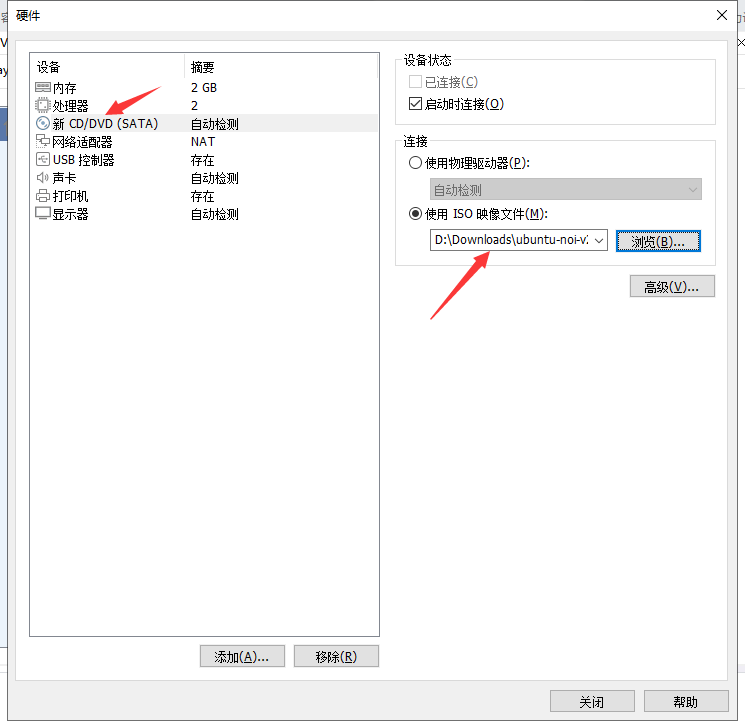 硬件
设备 摘要
内存 2 GB
处理器 2
新 CD/DVD (SATA) 自动检测
网络适配器 NAT
USB 控制器 存在
声卡 自动检测
打印机 存在
显示器 自动检测
添加(A)... 移除(R)
设备状态
已连接(C)
启动时连接(O)
连接
使用物理驱动器(P):
自动检测
使用 ISO 映像文件(M):
D:\Downloads\ubuntu-noi-v 浏览(B)...
高级(V)...
关闭 帮助